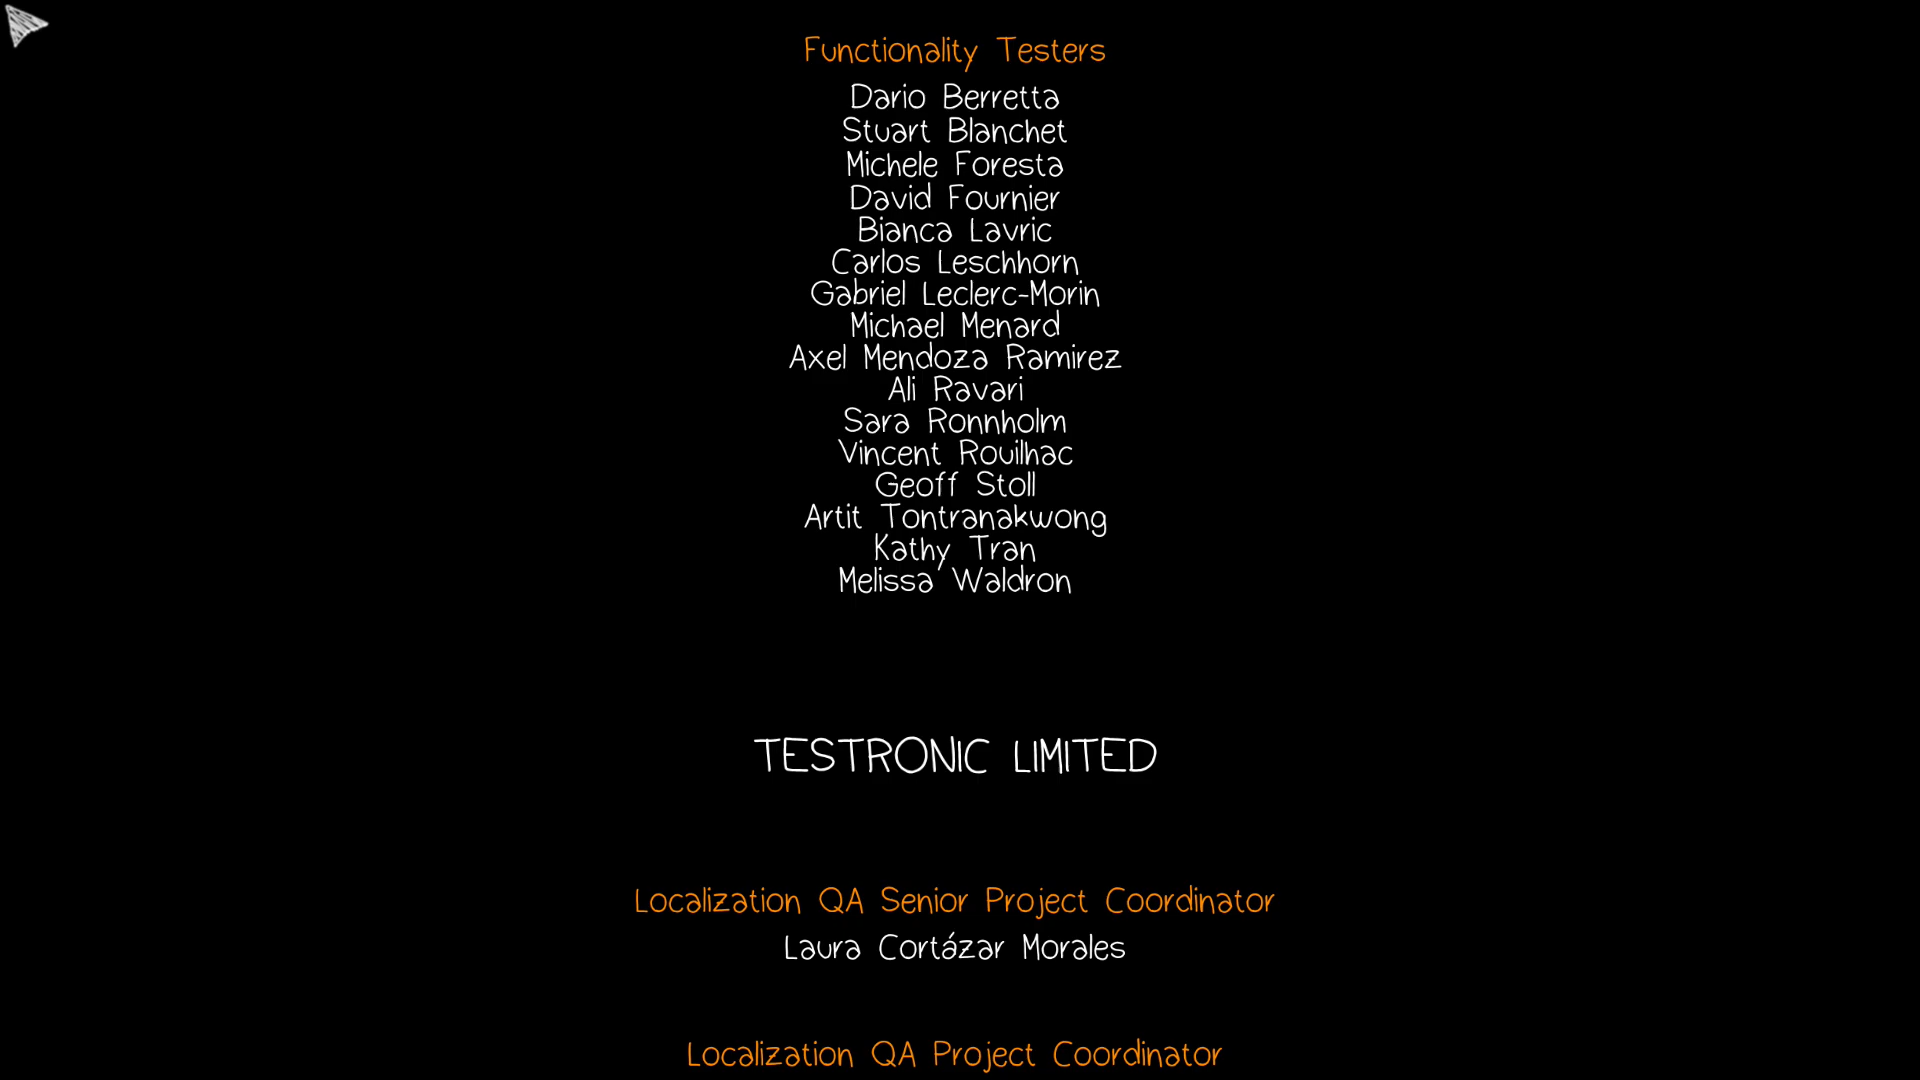 Functionality Testers
Dario Berretta
Stuart Blanchet
Michele Foresta
David Fournier
Bianca Lavric
Carlos Leschhorn
Gabriel Leclerc-Morin
Michael Menard
Axel Mendoza Ramirez
Ali Ravari
Sara Ronnholm
Vincent Rouilhac
Geoff Stoll
Artit Tontranakwong
Kathy Tran
Melissa Waldron
TESTRONIC LIMITED
Localization QA Senior Project Coordinator
Laura Cortázar Morales
Localization QA Project Coordinator